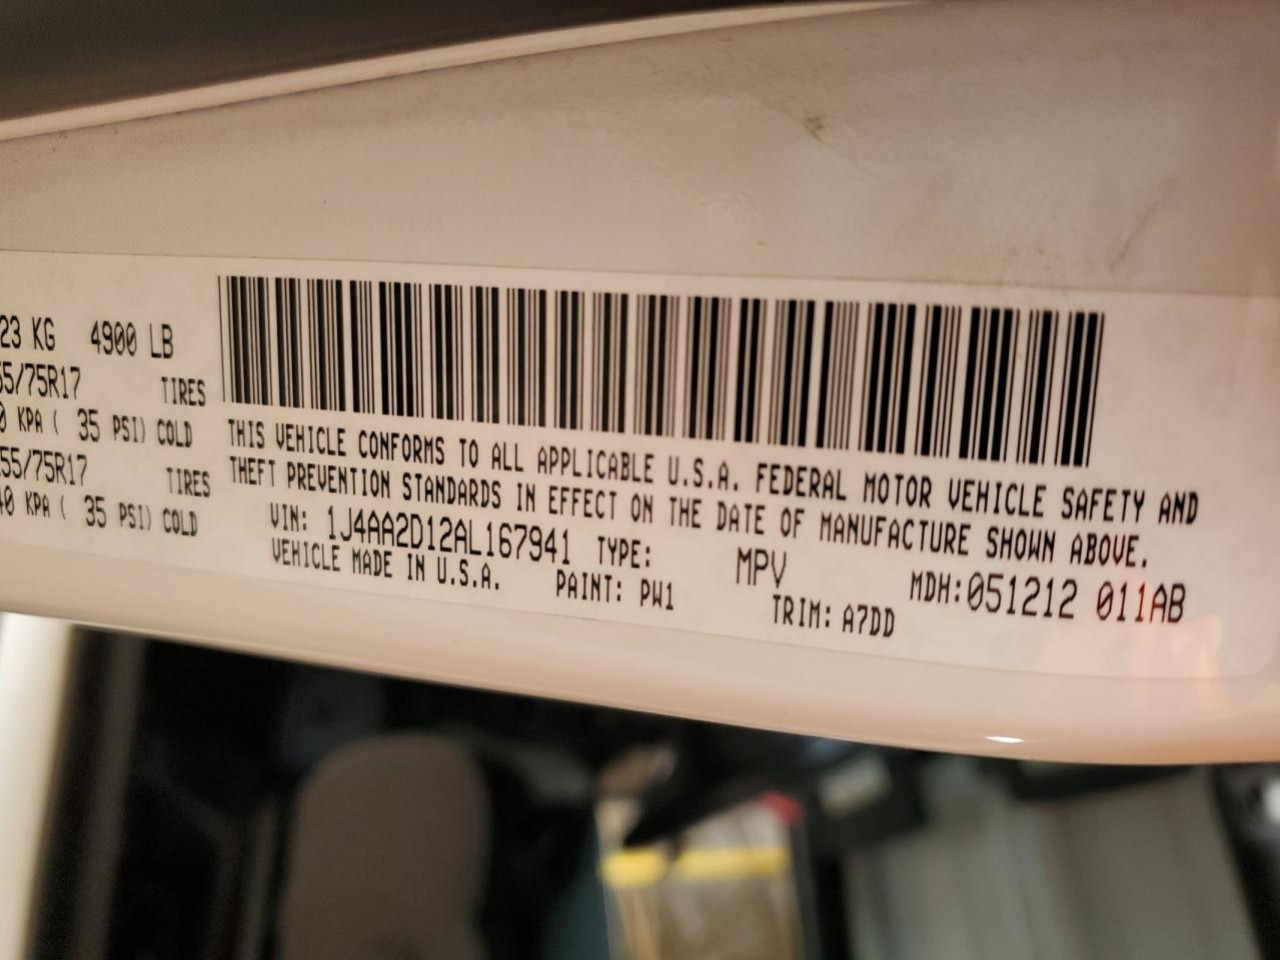 23 KG 4900 LB
55/75R17 TIRES
0 KPA ( 35 PSI) COLD
55/75R17 TIRES
40 KPA ( 35 PSI) COLD
THIS VEHICLE CONFORMS TO ALL APPLICABLE U.S.A. FEDERAL MOTOR VEHICLE SAFETY AND
THEFT PREVENTION STANDARDS IN EFFECT ON THE DATE OF MANUFACTURE SHOWN ABOVE.
VIN: 1J4AA2D12AL167941 TYPE: MPV MDH:051212 011AB
VEHICLE MADE IN U.S.A. PAINT: PW1 TRIM: A7DD